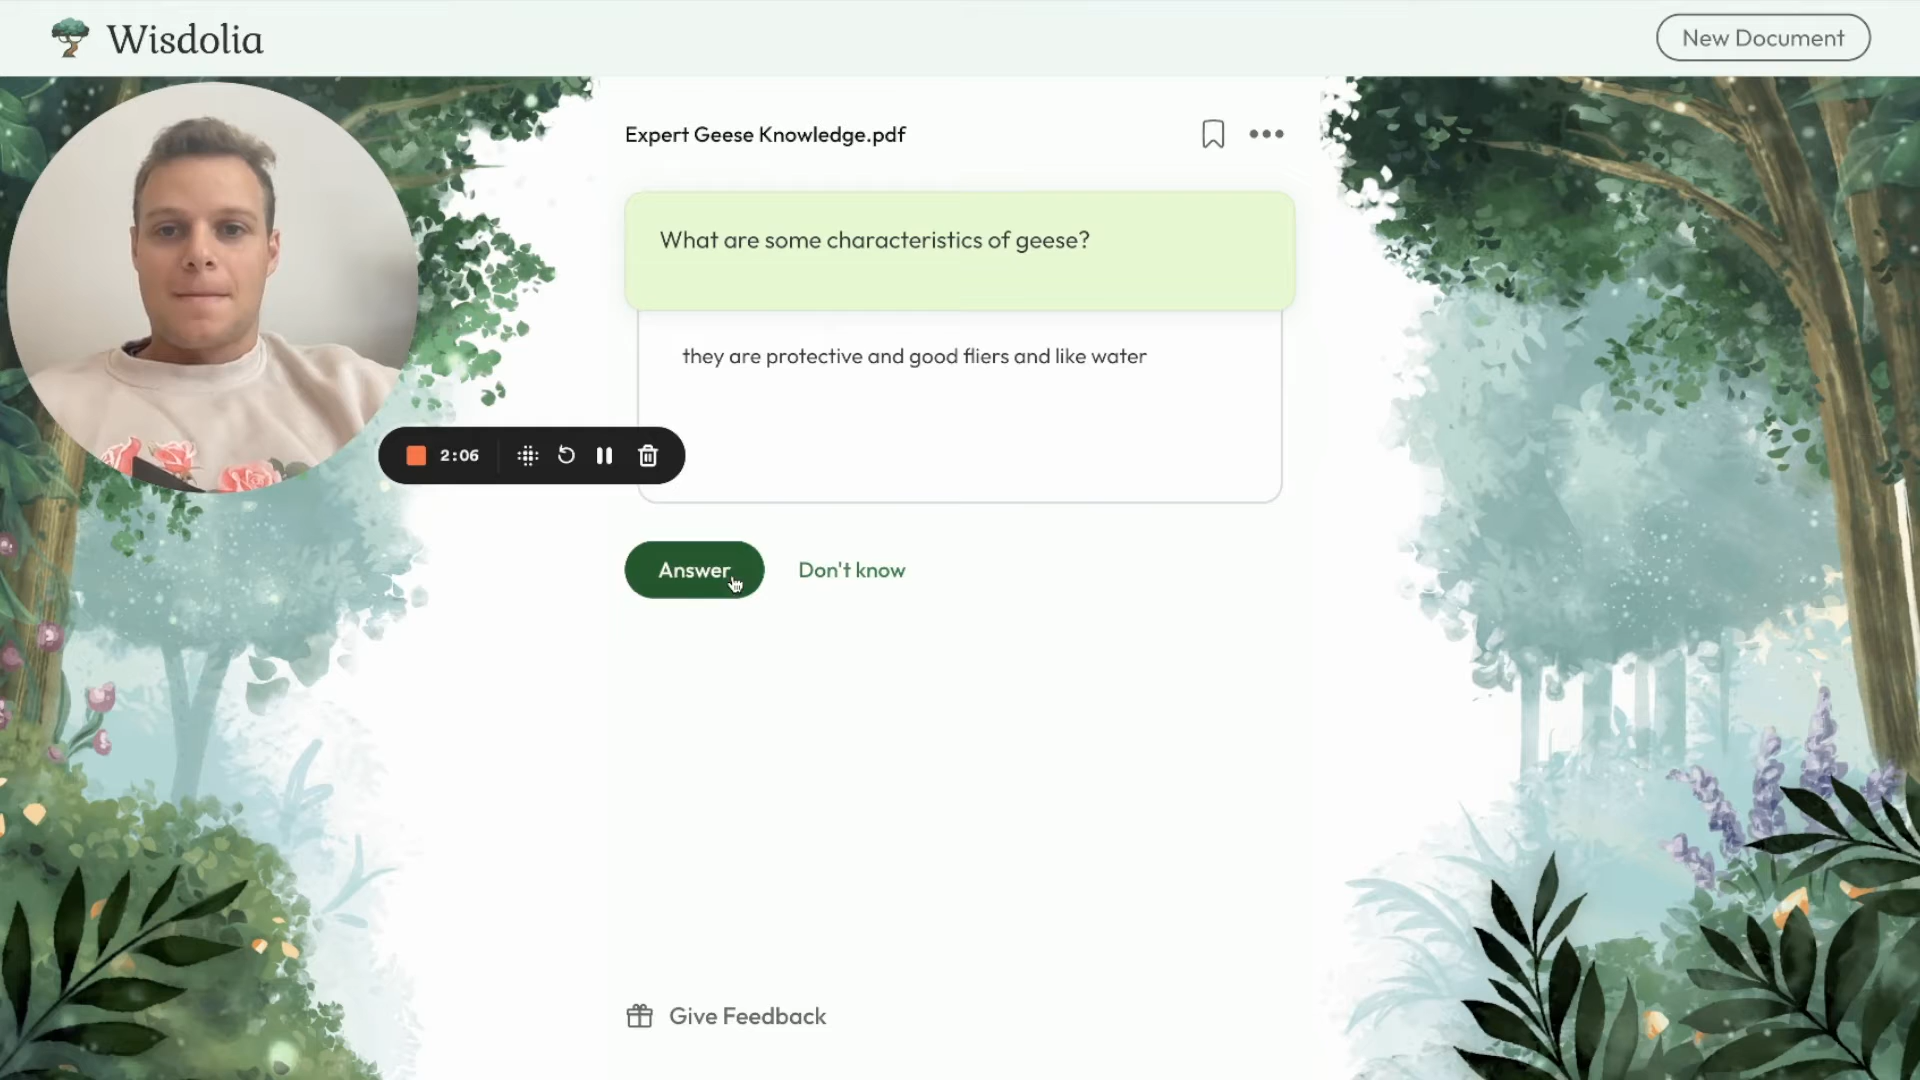 Wisdolia
New Document
Expert Geese Knowledge.pdf
What are some characteristics of geese?
they are protective and good fliers and like water
2:06
Answer
Don't know
Give Feedback